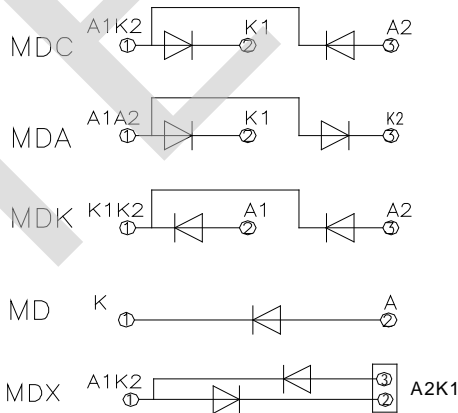 MDC A1K2 K1 A2
1 2 3
MDA A1A2 K1 K2
1 2 3
MDK K1K2 A1 A2
1 2 3
MD K A
1 2
MDX A1K2 3 A2K1
1 2